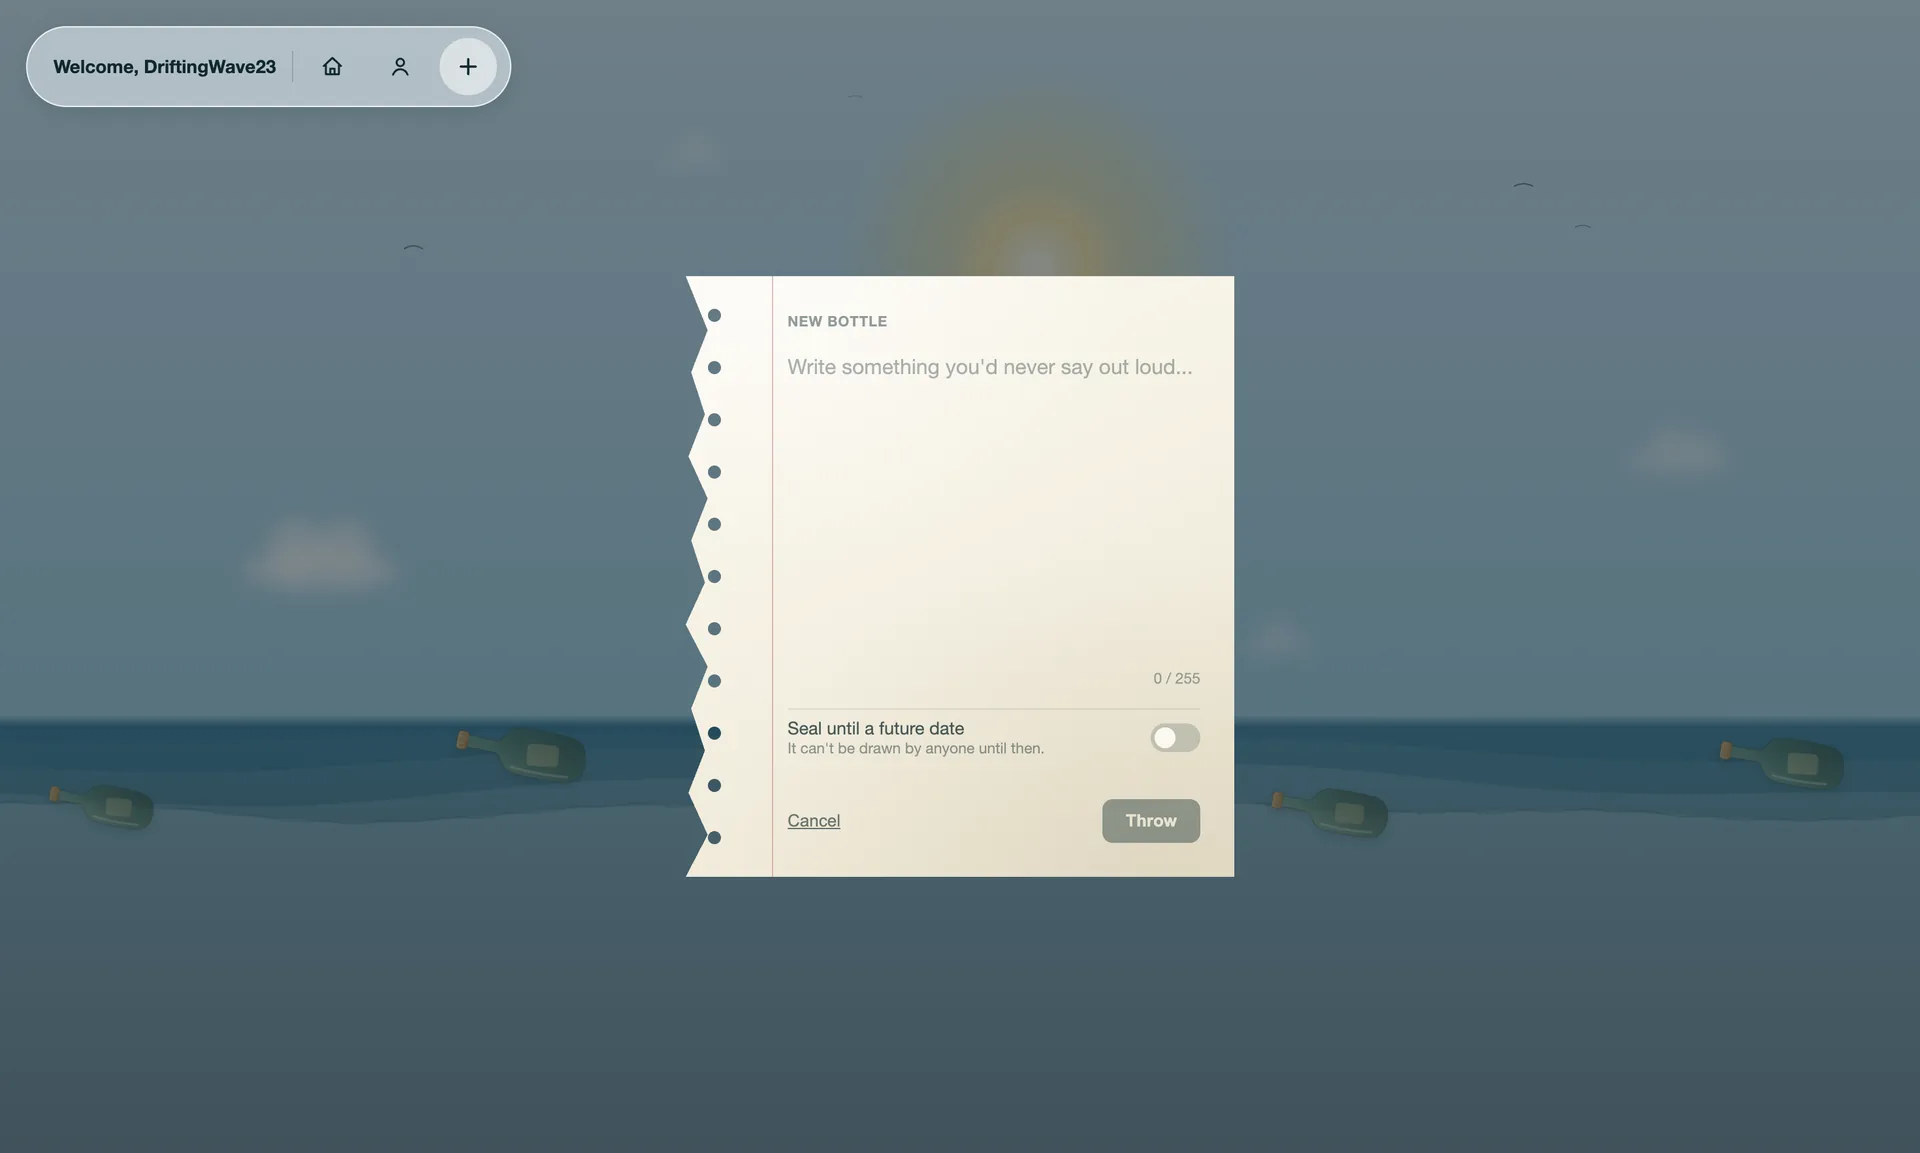 Welcome, DriftingWave23
NEW BOTTLE
Write something you'd never say out loud...
0 / 255
Seal until a future date
It can't be drawn by anyone until then.
Cancel
Throw